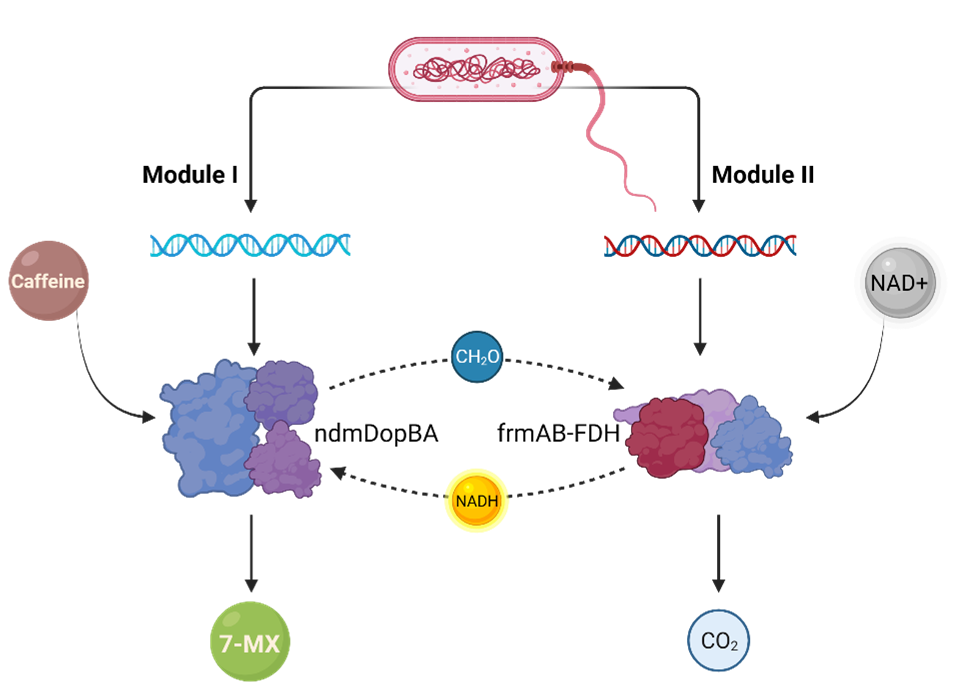 Module I
Module II
Caffeine
NAD+
CH₂O
ndmDopBA
frmAB-FDH
NADH
7-MX
CO₂